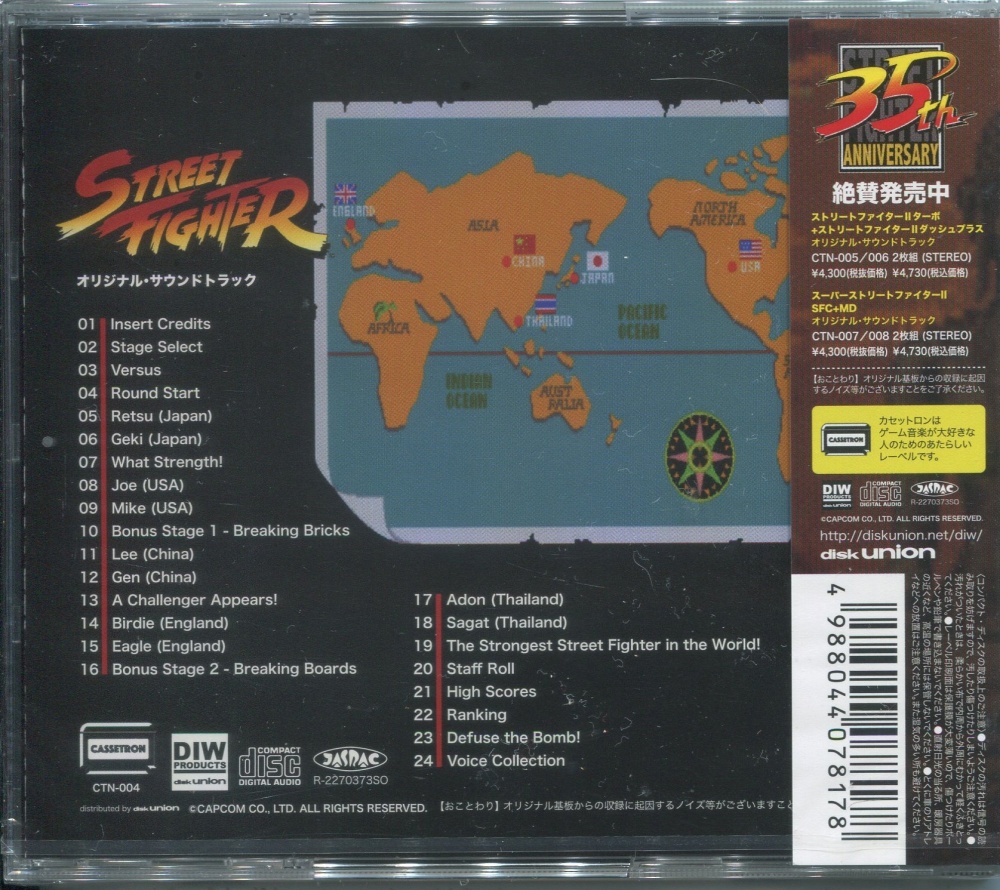 STREET
FIGHTER
オリジナル・サウンドトラック
01 Insert Credits
02 Stage Select
03 Versus
04 Round Start
05 Retsu (Japan)
06 Geki (Japan)
07 What Strength!
08 Joe (USA)
09 Mike (USA)
10 Bonus Stage 1 - Breaking Bricks
11 Lee (China)
12 Gen (China)
13 A Challenger Appears!
14 Birdie (England)
15 Eagle (England)
16 Bonus Stage 2 - Breaking Boards
17 Adon (Thailand)
18 Sagat (Thailand)
19 The Strongest Street Fighter in the World!
20 Staff Roll
21 High Scores
22 Ranking
23 Defuse the Bomb!
24 Voice Collection
ENGLAND
ASIA
CHINA
JAPAN
THAILAND
AFRICA
INDIAN
OCEAN
AUST
RALIA
PACIFIC
OCEAN
NORTH
AMERICA
USA
CASSETRON
CTN-004
DIW
PRODUCTS
disk union
COMPACT
disc
DIGITAL AUDIO
JASRAC
R-2270373SO
distributed by disk union
©CAPCOM CO., LTD. ALL RIGHTS RESERVED.
【おことわり】オリジナル基板からの収録に起因するノイズ等がございますこと
STREET
FIGHTER
35th
ANNIVERSARY
絶賛発売中
ストリートファイターIIターボ
+ストリートファイターIIダッシュプラス
オリジナル・サウンドトラック
CTN-005/006 2枚組 (STEREO)
¥4,300(税抜価格) ¥4,730(税込価格)
スーパーストリートファイターII
SFC+MD
オリジナル・サウンドトラック
CTN-007/008 2枚組 (STEREO)
¥4,300(税抜価格) ¥4,730(税込価格)
【おことわり】オリジナル基板からの収録に起因
するノイズ等がございますことをご了承ください。
CASSETRON
カセットロンは
ゲーム音楽が大好きな
人のためのあたらしい
レーベルです。
DIW
PRODUCTS
disk union
COMPACT
disc
DIGITAL AUDIO
JASRAC
R-2270373SO
©CAPCOM CO., LTD. ALL RIGHTS RESERVED.
http://diskunion.net/diw/
disk union
4 988044 078178